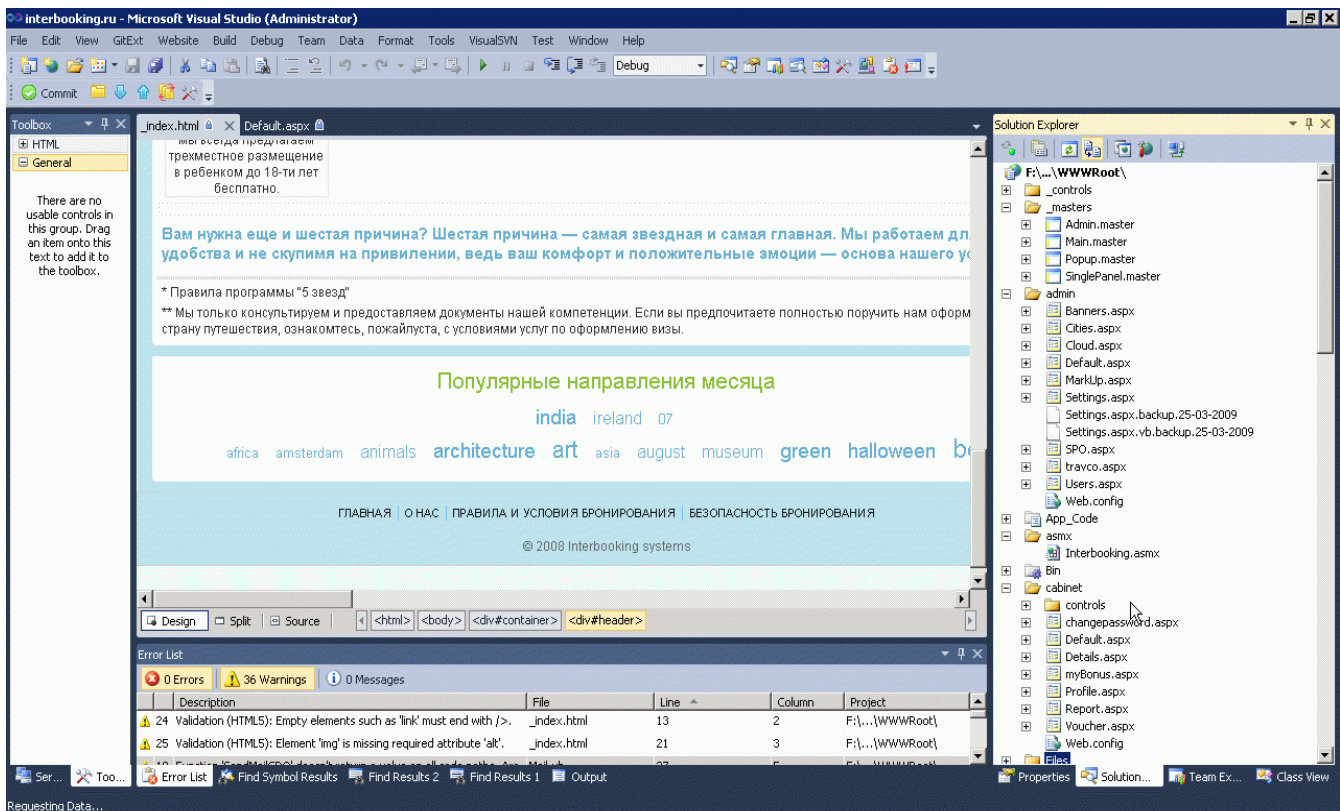 interbooking.ru - Microsoft Visual Studio (Administrator)
File Edit View GitExt Website Build Debug Team Data Format Tools VisualSVN Test Window Help
Debug
Commit
Toolbox
HTML
General
There are no
usable controls in
this group. Drag
an item onto this
text to add it to
the toolbox.
_index.html
Default.aspx
мы всегда предлагаем
трехместное размещение
в ребенком до 18-ти лет
бесплатно.
Вам нужна еще и шестая причина? Шестая причина — самая звездная и самая главная. Мы работаем дл
удобства и не скупимя на привилении, ведь ваш комфорт и положительные эмоции — основа нашего ус
* Правила программы "5 звезд"
** Мы только консультируем и предоставляем документы нашей компетенции. Если вы предпочитаете полностью поручить нам оформ
страну путешествия, ознакомтесь, пожалуйста, с условиями услуг по оформлению визы.
Популярные направления месяца
india ireland 07
africa amsterdam animals architecture art asia august museum green halloween
ГЛАВНАЯ | О НАС | ПРАВИЛА И УСЛОВИЯ БРОНИРОВАНИЯ | БЕЗОПАСНОСТЬ БРОНИРОВАНИЯ
© 2008 Interbooking systems
Design Split Source <html> <body> <div#container> <div#header>
Error List
0 Errors 36 Warnings 0 Messages
Description File Line Column Project
24 Validation (HTML5): Empty elements such as 'link' must end with />. _index.html 13 2 F:\...\WWWRoot\
25 Validation (HTML5): Element 'img' is missing required attribute 'alt'. _index.html 21 3 F:\...\WWWRoot\
Ser... Too... Error List Find Symbol Results Find Results 2 Find Results 1 Output
Solution Explorer
F:\...\WWWRoot\
_controls
_masters
Admin.master
Main.master
Popup.master
SinglePanel.master
admin
Banners.aspx
Cities.aspx
Cloud.aspx
Default.aspx
MarkUp.aspx
Settings.aspx
Settings.aspx.backup.25-03-2009
Settings.aspx.vb.backup.25-03-2009
SPO.aspx
travco.aspx
Users.aspx
Web.config
App_Code
asmx
Interbooking.asmx
Bin
cabinet
controls
changepassword.aspx
Default.aspx
Details.aspx
myBonus.aspx
Profile.aspx
Report.aspx
Voucher.aspx
Web.config
Files
Properties Solution... Team Ex... Class View
Requesting Data...